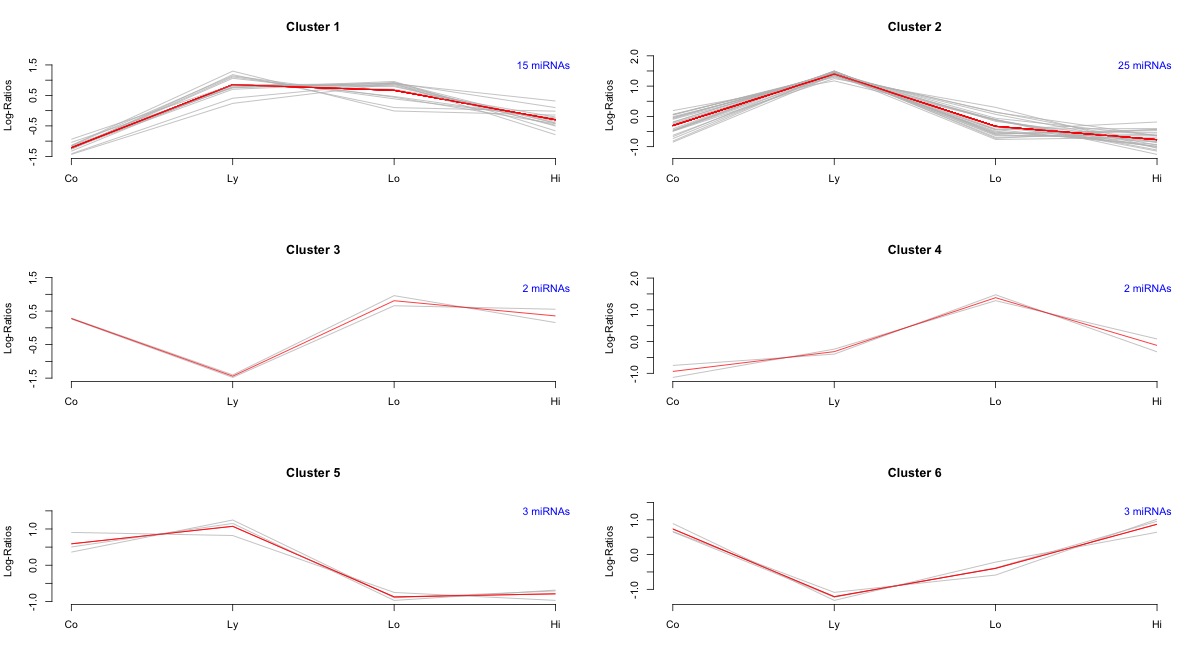 Cluster 1
15 miRNAs
Log-Ratios
1.5
0.5
-0.5
-1.5
Co Ly Lo Hi
Cluster 2
25 miRNAs
Log-Ratios
2.0
1.0
0.0
-1.0
Co Ly Lo Hi
Cluster 3
2 miRNAs
Log-Ratios
1.5
0.5
-0.5
-1.5
Co Ly Lo Hi
Cluster 4
2 miRNAs
Log-Ratios
2.0
1.0
0.0
-1.0
Co Ly Lo Hi
Cluster 5
3 miRNAs
Log-Ratios
1.0
0.0
-1.0
Co Ly Lo Hi
Cluster 6
3 miRNAs
Log-Ratios
1.0
0.0
-1.0
Co Ly Lo Hi